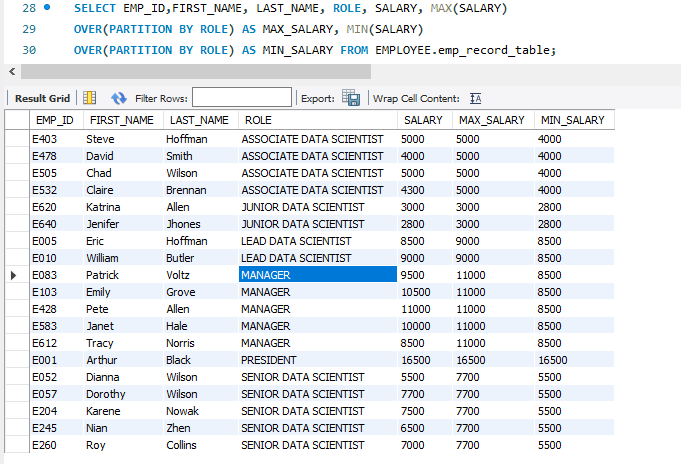 28 SELECT EMP_ID,FIRST_NAME, LAST_NAME, ROLE, SALARY, MAX(SALARY)
29 OVER(PARTITION BY ROLE) AS MAX_SALARY, MIN(SALARY)
30 OVER(PARTITION BY ROLE) AS MIN_SALARY FROM EMPLOYEE.emp_record_table;
Result Grid Filter Rows: Export: Wrap Cell Content: IA
EMP_ID FIRST_NAME LAST_NAME ROLE SALARY MAX_SALARY MIN_SALARY
E403 Steve Hoffman ASSOCIATE DATA SCIENTIST 5000 5000 4000
E478 David Smith ASSOCIATE DATA SCIENTIST 4000 5000 4000
E505 Chad Wilson ASSOCIATE DATA SCIENTIST 5000 5000 4000
E532 Claire Brennan ASSOCIATE DATA SCIENTIST 4300 5000 4000
E620 Katrina Allen JUNIOR DATA SCIENTIST 3000 3000 2800
E640 Jenifer Jhones JUNIOR DATA SCIENTIST 2800 3000 2800
E005 Eric Hoffman LEAD DATA SCIENTIST 8500 9000 8500
E010 William Butler LEAD DATA SCIENTIST 9000 9000 8500
E083 Patrick Voltz MANAGER 9500 11000 8500
E103 Emily Grove MANAGER 10500 11000 8500
E428 Pete Allen MANAGER 11000 11000 8500
E583 Janet Hale MANAGER 10000 11000 8500
E612 Tracy Norris MANAGER 8500 11000 8500
E001 Arthur Black PRESIDENT 16500 16500 16500
E052 Dianna Wilson SENIOR DATA SCIENTIST 5500 7700 5500
E057 Dorothy Wilson SENIOR DATA SCIENTIST 7700 7700 5500
E204 Karene Nowak SENIOR DATA SCIENTIST 7500 7700 5500
E245 Nian Zhen SENIOR DATA SCIENTIST 6500 7700 5500
E260 Roy Collins SENIOR DATA SCIENTIST 7000 7700 5500